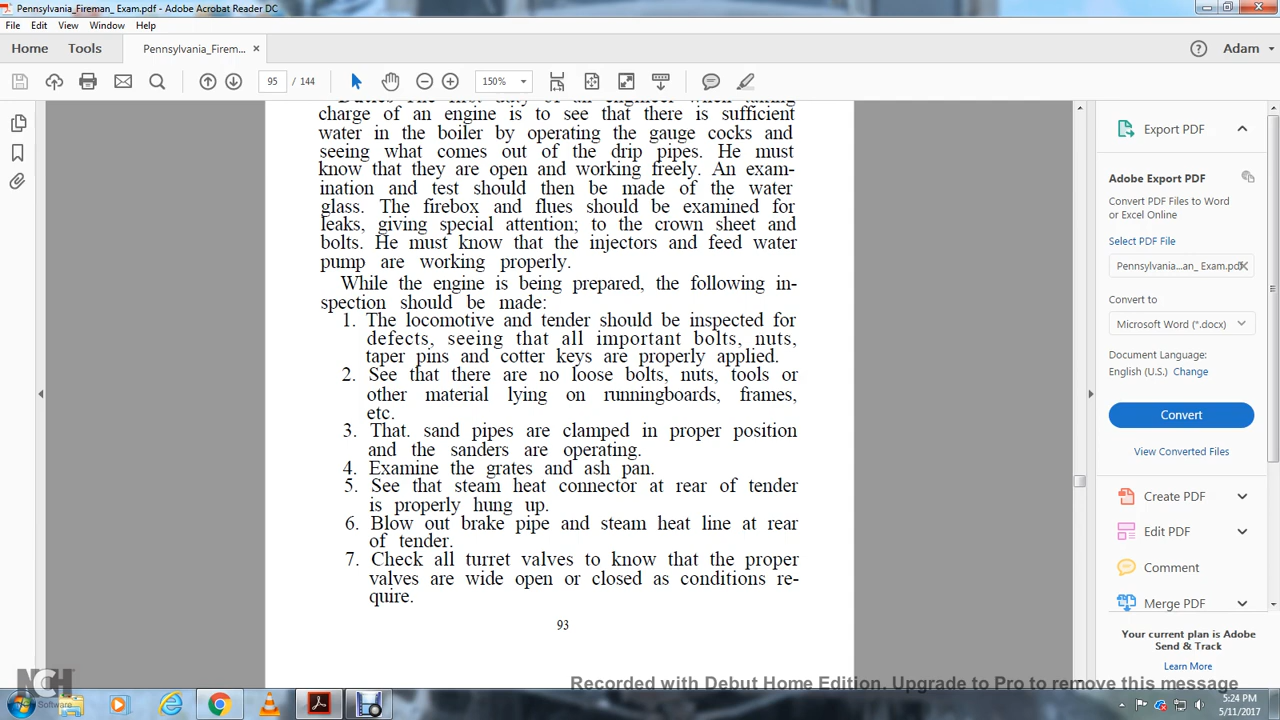 Pennsylvania_Fireman_ Exam.pdf - Adobe Acrobat Reader DC
File Edit View Window Help
Home Tools Pennsylvania_Firem... × Adam
95 / 144 150%
Duties The first duty of an engineer when taking
charge of an engine is to see that there is sufficient
water in the boiler by operating the gauge cocks and
seeing what comes out of the drip pipes. He must
know that they are open and working freely. An exam-
ination and test should then be made of the water
glass. The firebox and flues should be examined for
leaks, giving special attention; to the crown sheet and
bolts. He must know that the injectors and feed water
pump are working properly.
While the engine is being prepared, the following in-
spection should be made:
1. The locomotive and tender should be inspected for
defects, seeing that all important bolts, nuts,
taper pins and cotter keys are properly applied.
2. See that there are no loose bolts, nuts, tools or
other material lying on runningboards, frames,
etc.
3. That. sand pipes are clamped in proper position
and the sanders are operating.
4. Examine the grates and ash pan.
5. See that steam heat connector at rear of tender
is properly hung up.
6. Blow out brake pipe and steam heat line at rear
of tender.
7. Check all turret valves to know that the proper
valves are wide open or closed as conditions re-
quire.
93
Export PDF
Adobe Export PDF
Convert PDF Files to Word
or Excel Online
Select PDF File
Pennsylvania...an_ Exam.pdf
Convert to
Microsoft Word (*.docx)
Document Language:
English (U.S.) Change
Convert
View Converted Files
Create PDF
Edit PDF
Comment
Merge PDF
Your current plan is Adobe
Send & Track
Learn More
NCH
Software
Recorded with Debut Home Edition. Upgrade to Pro to remove this message
5:24 PM
5/11/2017